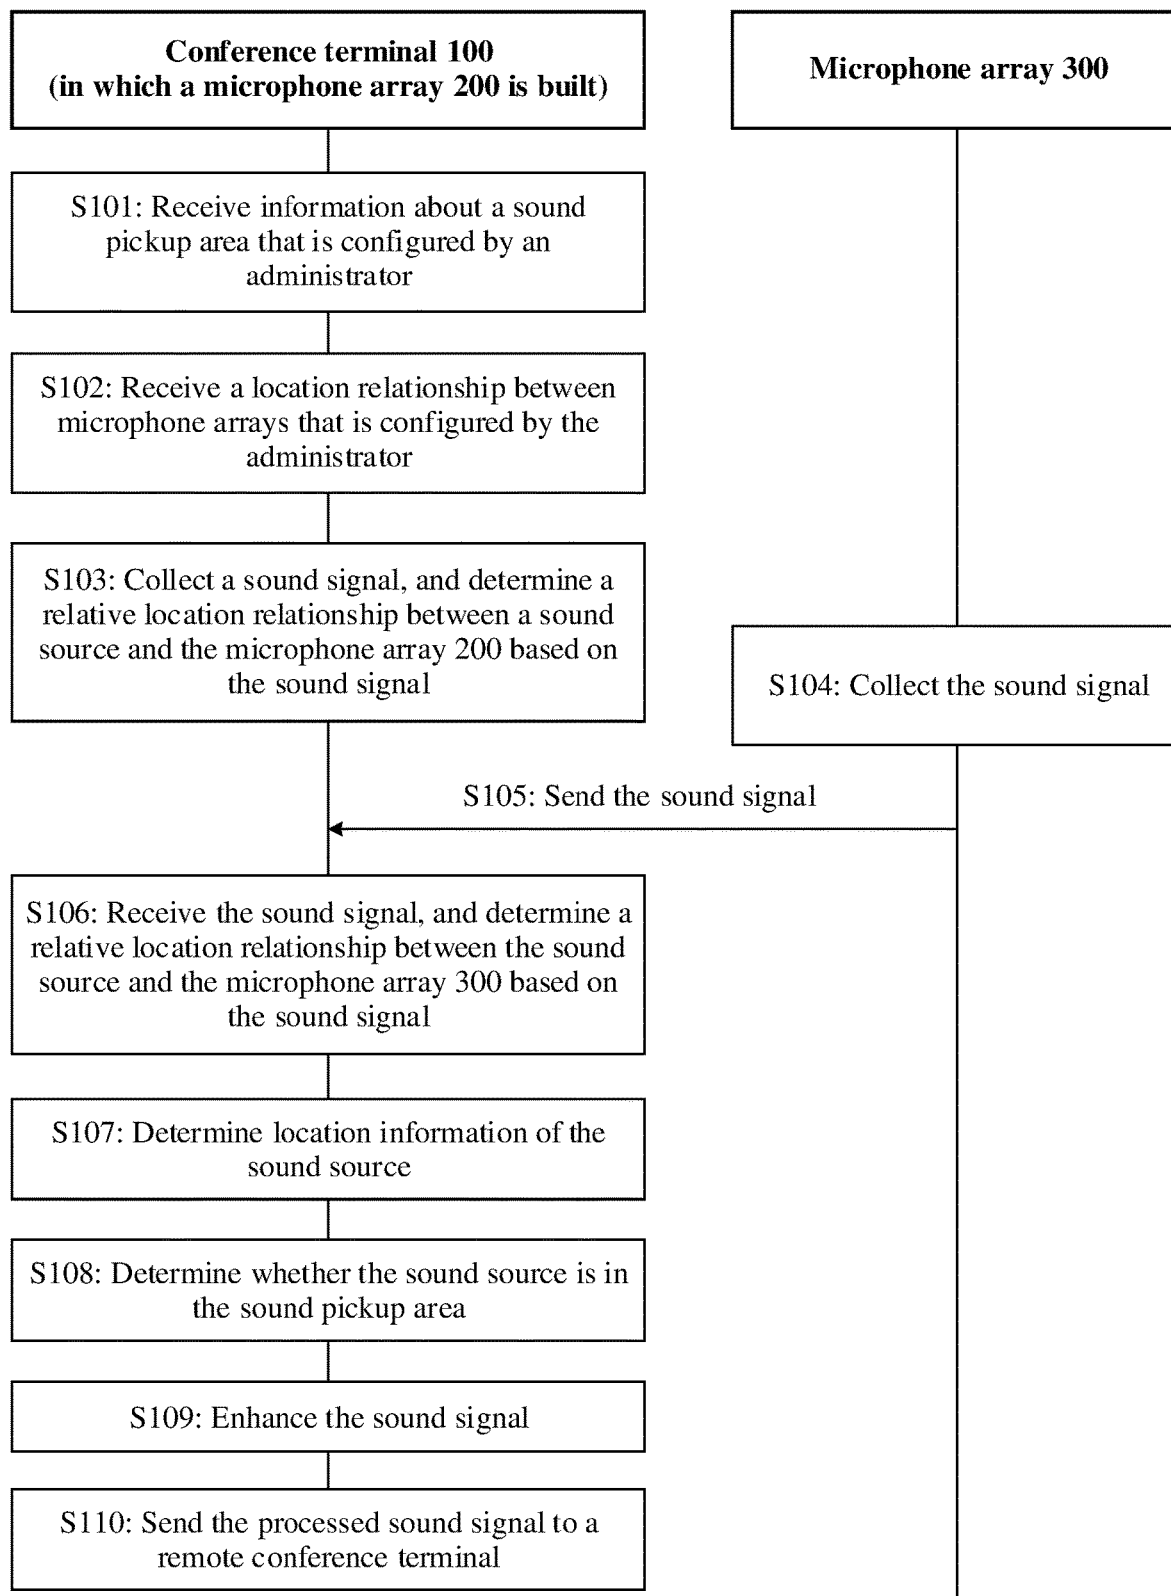 Conference terminal 100
(in which a microphone array 200 is built)
Microphone array 300
S101: Receive information about a sound
pickup area that is configured by an
administrator
S102: Receive a location relationship between
microphone arrays that is configured by the
administrator
S103: Collect a sound signal, and determine a
relative location relationship between a sound
source and the microphone array 200 based on
the sound signal
S104: Collect the sound signal
S105: Send the sound signal
S106: Receive the sound signal, and determine a
relative location relationship between the sound
source and the microphone array 300 based on
the sound signal
S107: Determine location information of the
sound source
S108: Determine whether the sound source is in
the sound pickup area
S109: Enhance the sound signal
S110: Send the processed sound signal to a
remote conference terminal